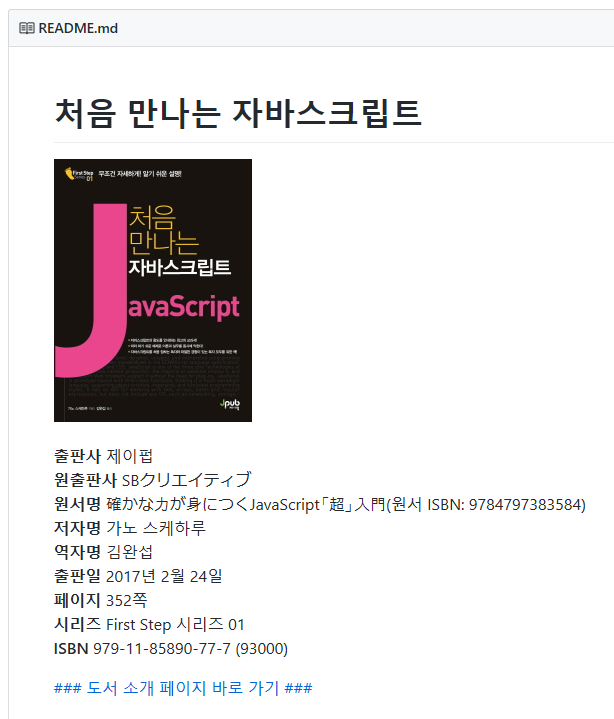 README.md
처음 만나는 자바스크립트
First Step
01
무조건 자세하게! 알기 쉬운 설명!
처음
만나는
자바스크립트
JavaScript
Jpub
출판사 제이펍
원출판사 SBクリエイティブ
원서명 確かな力が身につくJavaScript「超」入門(원서 ISBN: 9784797383584)
저자명 가노 스케하루
역자명 김완섭
출판일 2017년 2월 24일
페이지 352쪽
시리즈 First Step 시리즈 01
ISBN 979-11-85890-77-7 (93000)
### 도서 소개 페이지 바로 가기 ###